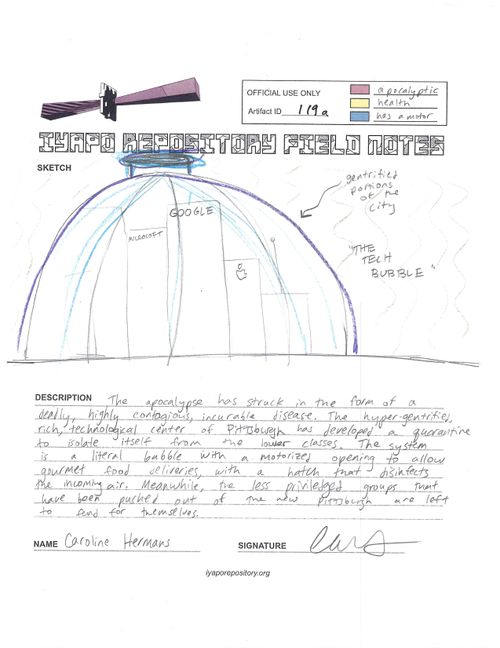 OFFICIAL USE ONLY
Artifact ID 119a
apocalyptic
health
has a motor
IYAPO REPOSITORY FIELD NOTES
SKETCH
gentrified
portions
of the
city
GOOGLE
MICROSOFT
"THE
TECH
BUBBLE"
DESCRIPTION The apocalypse has struck in the form of a
deadly, highly contagious, incurable disease. The hyper-gentrified,
rich, technological center of Pittsburgh has developed a quarantine
to isolate itself from the lower classes. The system
is a literal bubble with a motorized opening to allow
gourmet food deliveries, with a hatch that disinfects
the incoming air. Meanwhile, the less priviledged groups that
have been pushed out of the new Pittsburgh are left
to fend for themselves.
NAME Caroline Hermans SIGNATURE
iyaporepository.org